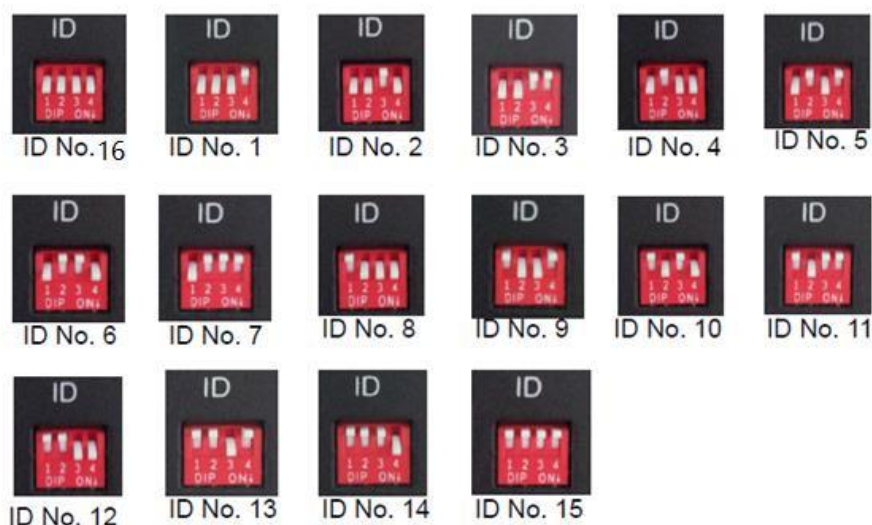 ID ID ID ID ID ID
1 2 3 4 1 2 3 4 1 2 3 4 1 2 3 4 1 2 3 4 1 2 3 4
DIP ON↓ DIP ON↓ DIP ON↓ DIP ON↓ DIP ON↓ DIP ON↓
ID No.16 ID No. 1 ID No. 2 ID No. 3 ID No. 4 ID No. 5
ID ID ID ID ID ID
1 2 3 4 1 2 3 4 1 2 3 4 1 2 3 4 1 2 3 4 1 2 3 4
DIP ON↓ DIP ON↓ DIP ON↓ DIP ON↓ DIP ON↓ DIP ON↓
ID No. 6 ID No. 7 ID No. 8 ID No. 9 ID No. 10 ID No. 11
ID ID ID ID
1 2 3 4 1 2 3 4 1 2 3 4 1 2 3 4
DIP ON↓ DIP ON↓ DIP ON↓ DIP ON↓
ID No. 12 ID No. 13 ID No. 14 ID No. 15